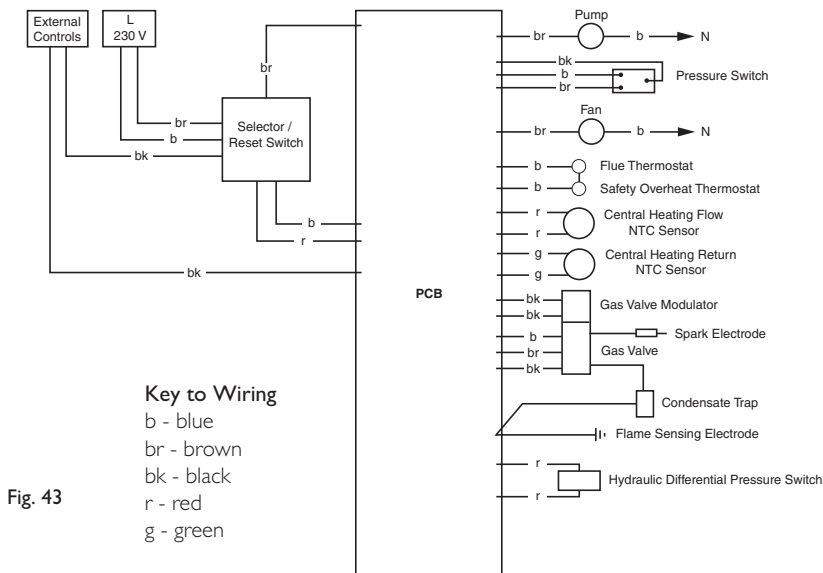 External
Controls
L
230 V
br
br
b
bk
Selector /
Reset Switch
b
r
bk
PCB
Pump
br
b
N
bk
b
br
Pressure Switch
Fan
br
b
N
b
Flue Thermostat
b
Safety Overheat Thermostat
r
r
Central Heating Flow
NTC Sensor
g
g
Central Heating Return
NTC Sensor
bk
bk
Gas Valve Modulator
b
br
bk
Spark Electrode
Gas Valve
Condensate Trap
Flame Sensing Electrode
r
r
Hydraulic Differential Pressure Switch
Key to Wiring
b - blue
br - brown
bk - black
r - red
g - green
Fig. 43